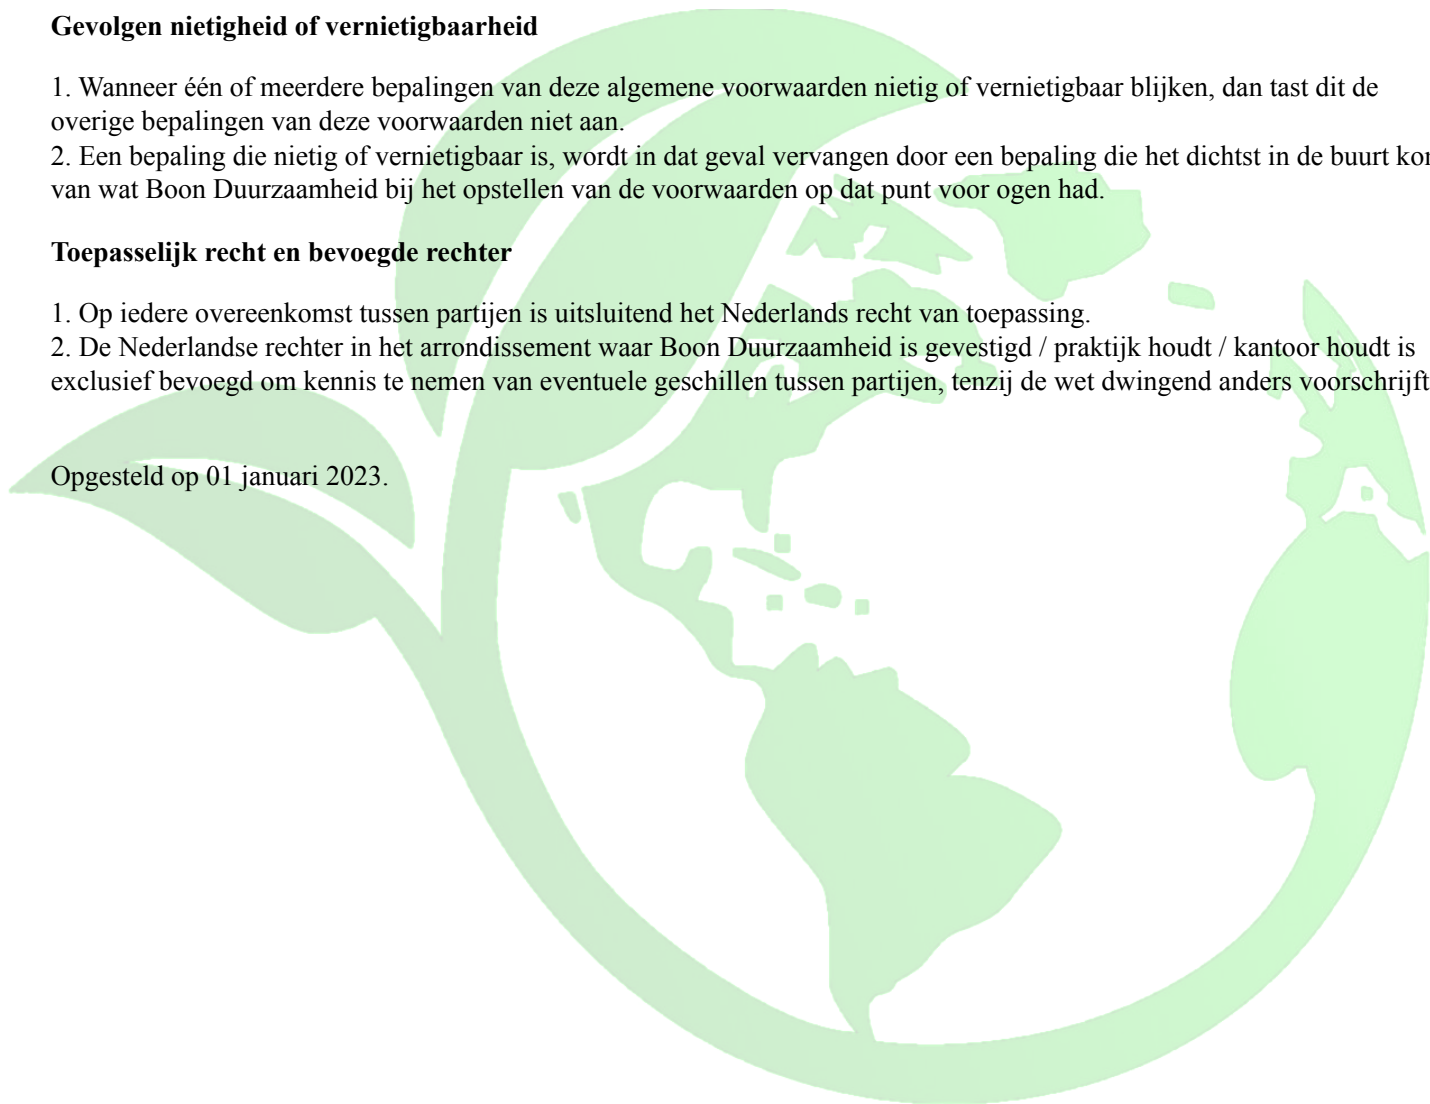 Gevolgen nietigheid of vernietigbaarheid
1. Wanneer één of meerdere bepalingen van deze algemene voorwaarden nietig of vernietigbaar blijken, dan tast dit de
overige bepalingen van deze voorwaarden niet aan.
2. Een bepaling die nietig of vernietigbaar is, wordt in dat geval vervangen door een bepaling die het dichtst in de buurt
van wat Boon Duurzaamheid bij het opstellen van de voorwaarden op dat punt voor ogen had.
Toepasselijk recht en bevoegde rechter
1. Op iedere overeenkomst tussen partijen is uitsluitend het Nederlands recht van toepassing.
2. De Nederlandse rechter in het arrondissement waar Boon Duurzaamheid is gevestigd / praktijk houdt / kantoor houdt is
exclusief bevoegd om kennis te nemen van eventuele geschillen tussen partijen, tenzij de wet dwingend anders voorschrijft
Opgesteld op 01 januari 2023.